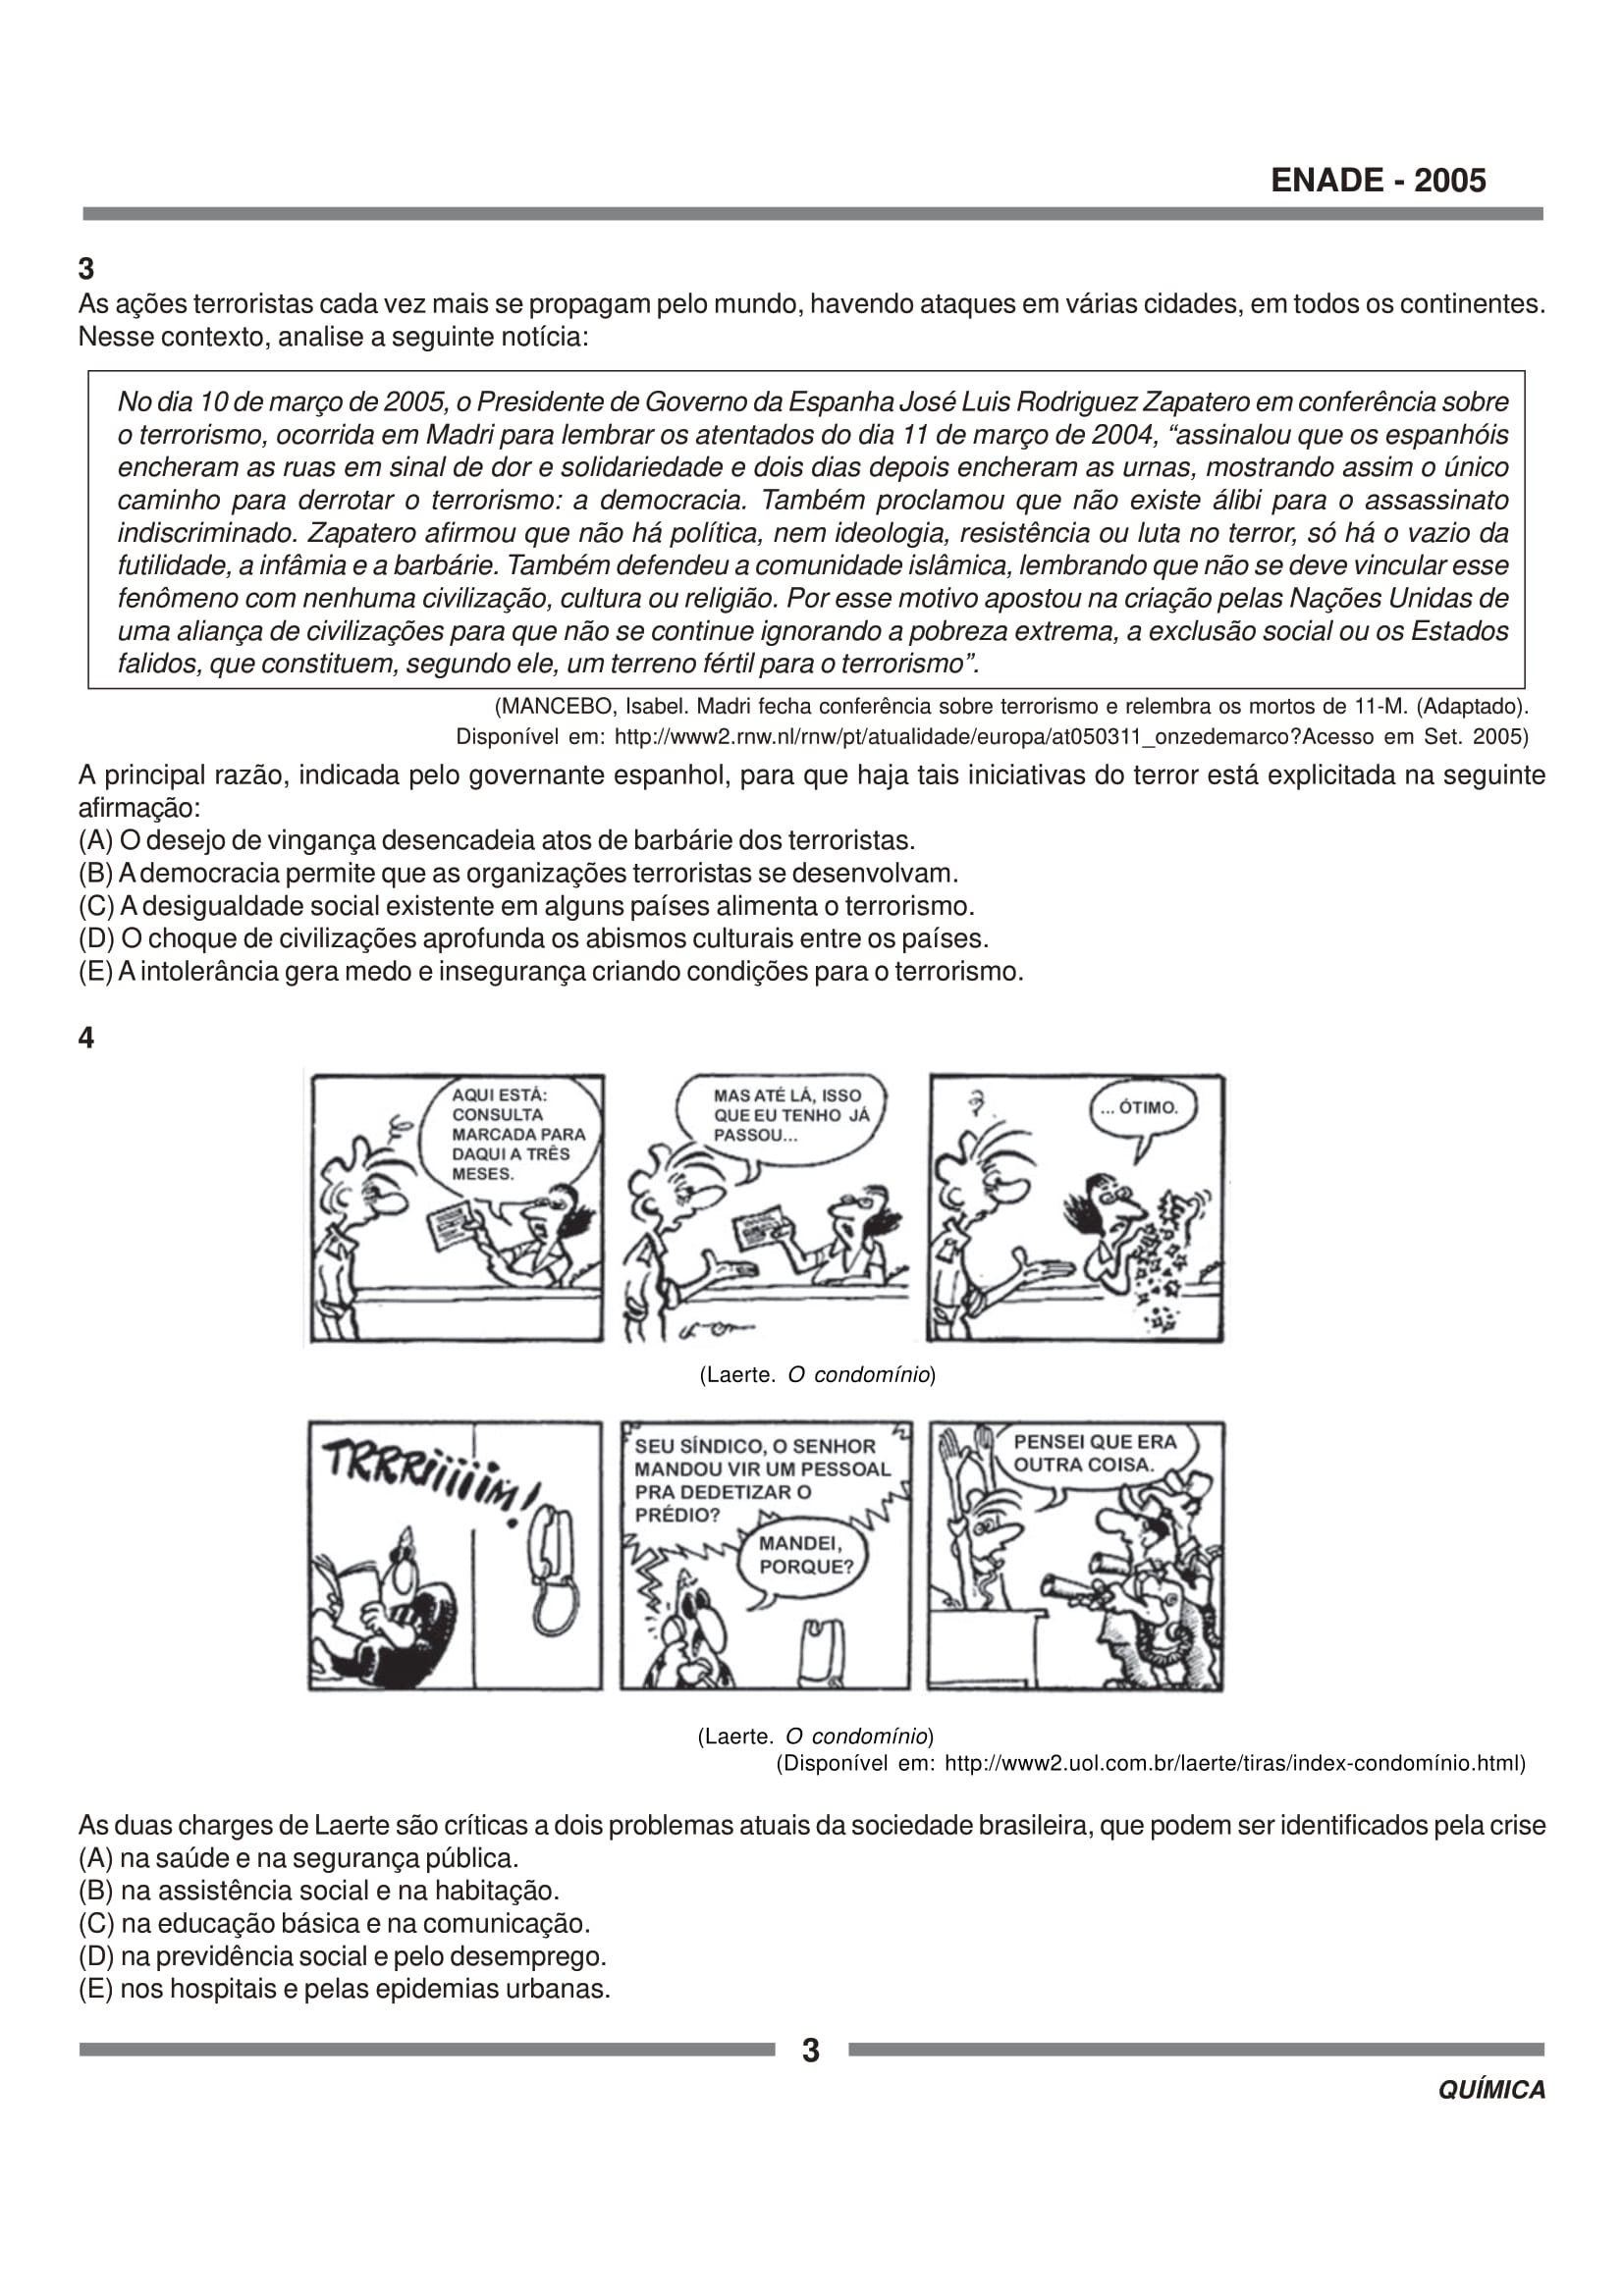 ENADE - 2005
3
As ações terroristas cada vez mais se propagam pelo mundo, havendo ataques em várias cidades, em todos os continentes.
Nesse contexto, analise a seguinte notícia:
No dia 10 de março de 2005, o Presidente de Governo da Espanha José Luis Rodriguez Zapatero em conferência sobre
o terrorismo, ocorrida em Madri para lembrar os atentados do dia 11 de março de 2004, “assinalou que os espanhóis
encheram as ruas em sinal de dor e solidariedade e dois dias depois encheram as urnas, mostrando assim o único
caminho para derrotar o terrorismo: a democracia. Também proclamou que não existe álibi para o assassinato
indiscriminado. Zapatero afirmou que não há política, nem ideologia, resistência ou luta no terror, só há o vazio da
futilidade, a infâmia e a barbárie. Também defendeu a comunidade islâmica, lembrando que não se deve vincular esse
fenômeno com nenhuma civilização, cultura ou religião. Por esse motivo apostou na criação pelas Nações Unidas de
uma aliança de civilizações para que não se continue ignorando a pobreza extrema, a exclusão social ou os Estados
falidos, que constituem, segundo ele, um terreno fértil para o terrorismo”.
(MANCEBO, Isabel. Madri fecha conferência sobre terrorismo e relembra os mortos de 11-M. (Adaptado).
Disponível em: http://www2.rnw.nl/rnw/pt/atualidade/europa/at050311_onzedemarco?Acesso em Set. 2005)
A principal razão, indicada pelo governante espanhol, para que haja tais iniciativas do terror está explicitada na seguinte
afirmação:
(A) O desejo de vingança desencadeia atos de barbárie dos terroristas.
(B) A democracia permite que as organizações terroristas se desenvolvam.
(C) A desigualdade social existente em alguns países alimenta o terrorismo.
(D) O choque de civilizações aprofunda os abismos culturais entre os países.
(E) A intolerância gera medo e insegurança criando condições para o terrorismo.
4
AQUI ESTÁ:
CONSULTA
MARCADA PARA
DAQUI A TRÊS
MESES.
MAS ATÉ LÁ, ISSO
QUE EU TENHO JÁ
PASSOU...
... ÓTIMO.
(Laerte. O condomínio)
TRRRiiiiiiM!
SEU SÍNDICO, O SENHOR
MANDOU VIR UM PESSOAL
PRA DEDETIZAR O
PRÉDIO?
MANDEI,
PORQUE?
PENSEI QUE ERA
OUTRA COISA.
(Laerte. O condomínio)
(Disponível em: http://www2.uol.com.br/laerte/tiras/index-condomínio.html)
As duas charges de Laerte são críticas a dois problemas atuais da sociedade brasileira, que podem ser identificados pela crise
(A) na saúde e na segurança pública.
(B) na assistência social e na habitação.
(C) na educação básica e na comunicação.
(D) na previdência social e pelo desemprego.
(E) nos hospitais e pelas epidemias urbanas.
3
QUÍMICA